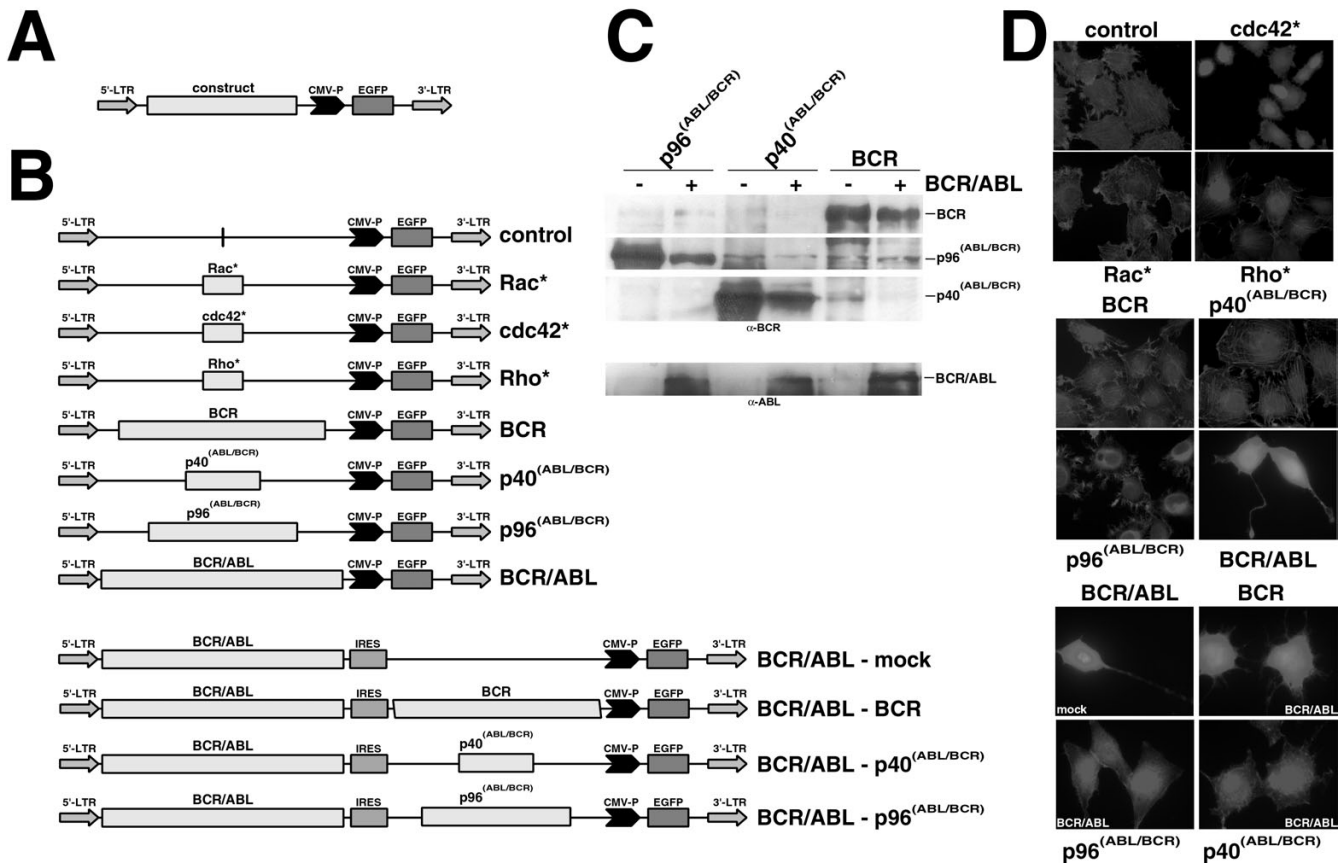 A
5'-LTR construct CMV-P EGFP 3'-LTR
B
5'-LTR CMV-P EGFP 3'-LTR control
5'-LTR Rac* CMV-P EGFP 3'-LTR Rac*
5'-LTR cdc42* CMV-P EGFP 3'-LTR cdc42*
5'-LTR Rho* CMV-P EGFP 3'-LTR Rho*
5'-LTR BCR CMV-P EGFP 3'-LTR BCR
5'-LTR p40(ABL/BCR) CMV-P EGFP 3'-LTR p40(ABL/BCR)
5'-LTR p96(ABL/BCR) CMV-P EGFP 3'-LTR p96(ABL/BCR)
5'-LTR BCR/ABL CMV-P EGFP 3'-LTR BCR/ABL
5'-LTR BCR/ABL IRES CMV-P EGFP 3'-LTR BCR/ABL - mock
5'-LTR BCR/ABL IRES BCR CMV-P EGFP 3'-LTR BCR/ABL - BCR
5'-LTR BCR/ABL IRES p40(ABL/BCR) CMV-P EGFP 3'-LTR BCR/ABL - p40(ABL/BCR)
5'-LTR BCR/ABL IRES p96(ABL/BCR) CMV-P EGFP 3'-LTR BCR/ABL - p96(ABL/BCR)
C
p96(ABL/BCR) p40(ABL/BCR) BCR
- + - + - + BCR/ABL
BCR
p96(ABL/BCR)
p40(ABL/BCR)
α-BCR
BCR/ABL
α-ABL
D
control cdc42*
Rac* Rho*
BCR p40(ABL/BCR)
p96(ABL/BCR) BCR/ABL
BCR/ABL BCR
mock BCR/ABL
BCR/ABL BCR/ABL
p96(ABL/BCR) p40(ABL/BCR)